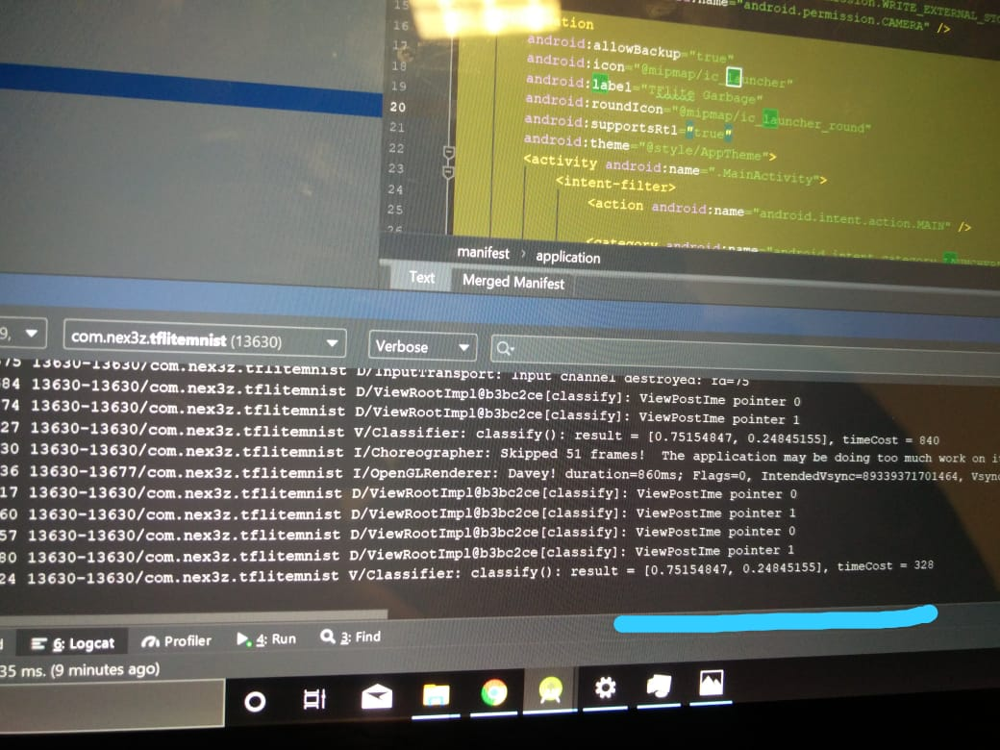 15
android.permission.WRITE_EXTERNAL_STO
16
"android.permission.CAMERA" />
17 android:allowBackup="true"
18 android:icon="@mipmap/ic_launcher"
19 android:label="TFlite Garbage"
20 android:roundIcon="@mipmap/ic_launcher_round"
21 android:supportsRtl="true"
22 android:theme="@style/AppTheme">
23 <activity android:name=".MainActivity">
24 <intent-filter>
25 <action android:name="android.intent.action.MAIN" />
26 <category android:name="android.intent.category.LAUNCHER"
manifest › application
Text Merged Manifest
9, com.nex3z.tflitemnist (13630) Verbose
75 13630-13630/com.nex3z.tflitemnist D/InputTransport: Input channel destroyed: id=75
84 13630-13630/com.nex3z.tflitemnist D/ViewRootImpl@b3bc2ce[classify]: ViewPostIme pointer 0
74 13630-13630/com.nex3z.tflitemnist D/ViewRootImpl@b3bc2ce[classify]: ViewPostIme pointer 1
27 13630-13630/com.nex3z.tflitemnist V/Classifier: classify(): result = [0.75154847, 0.24845155], timeCost = 840
30 13630-13630/com.nex3z.tflitemnist I/Choreographer: Skipped 51 frames! The application may be doing too much work on it
36 13630-13677/com.nex3z.tflitemnist I/OpenGLRenderer: Davey! duration=860ms; Flags=0, IntendedVsync=89339371701464, Vsyn
17 13630-13630/com.nex3z.tflitemnist D/ViewRootImpl@b3bc2ce[classify]: ViewPostIme pointer 0
60 13630-13630/com.nex3z.tflitemnist D/ViewRootImpl@b3bc2ce[classify]: ViewPostIme pointer 1
57 13630-13630/com.nex3z.tflitemnist D/ViewRootImpl@b3bc2ce[classify]: ViewPostIme pointer 0
80 13630-13630/com.nex3z.tflitemnist D/ViewRootImpl@b3bc2ce[classify]: ViewPostIme pointer 1
24 13630-13630/com.nex3z.tflitemnist V/Classifier: classify(): result = [0.75154847, 0.24845155], timeCost = 328
6: Logcat Profiler 4: Run 3: Find
35 ms. (9 minutes ago)